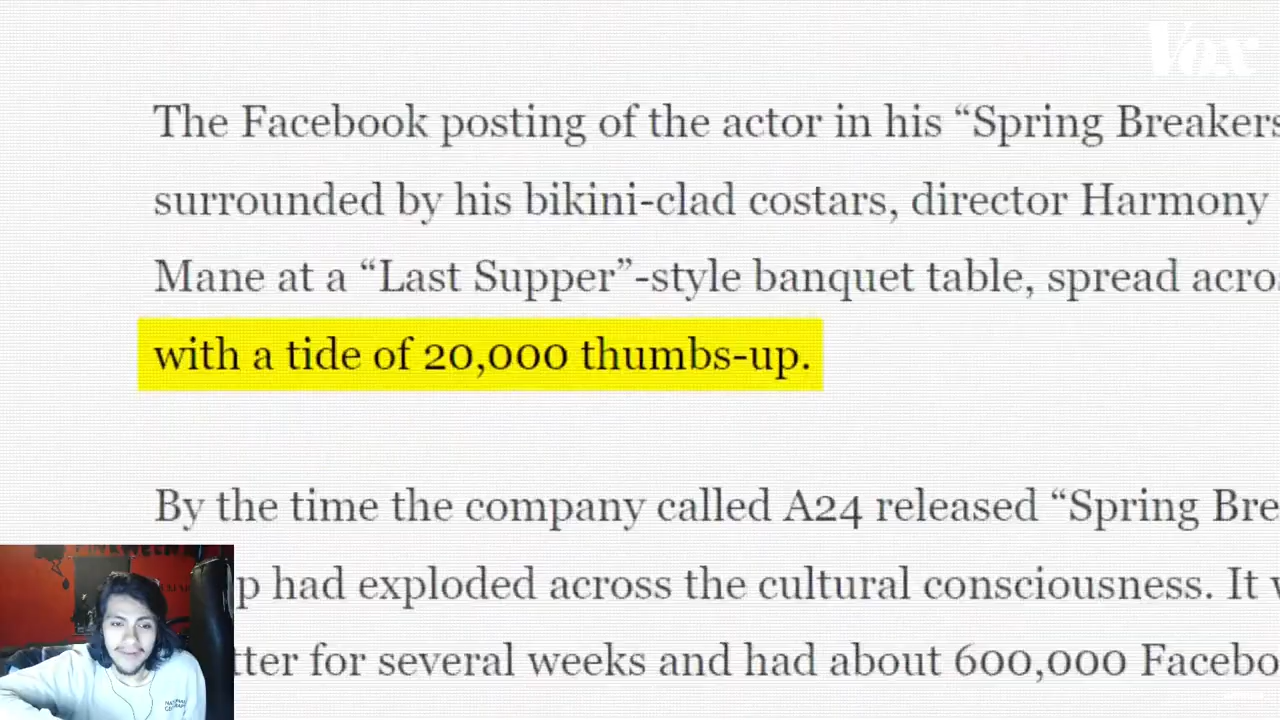 Vox
The Facebook posting of the actor in his “Spring Breakers
surrounded by his bikini-clad costars, director Harmony
Mane at a “Last Supper”-style banquet table, spread acro
with a tide of 20,000 thumbs-up.
By the time the company called A24 released “Spring Bre
p had exploded across the cultural consciousness. It
tter for several weeks and had about 600,000 Facebo